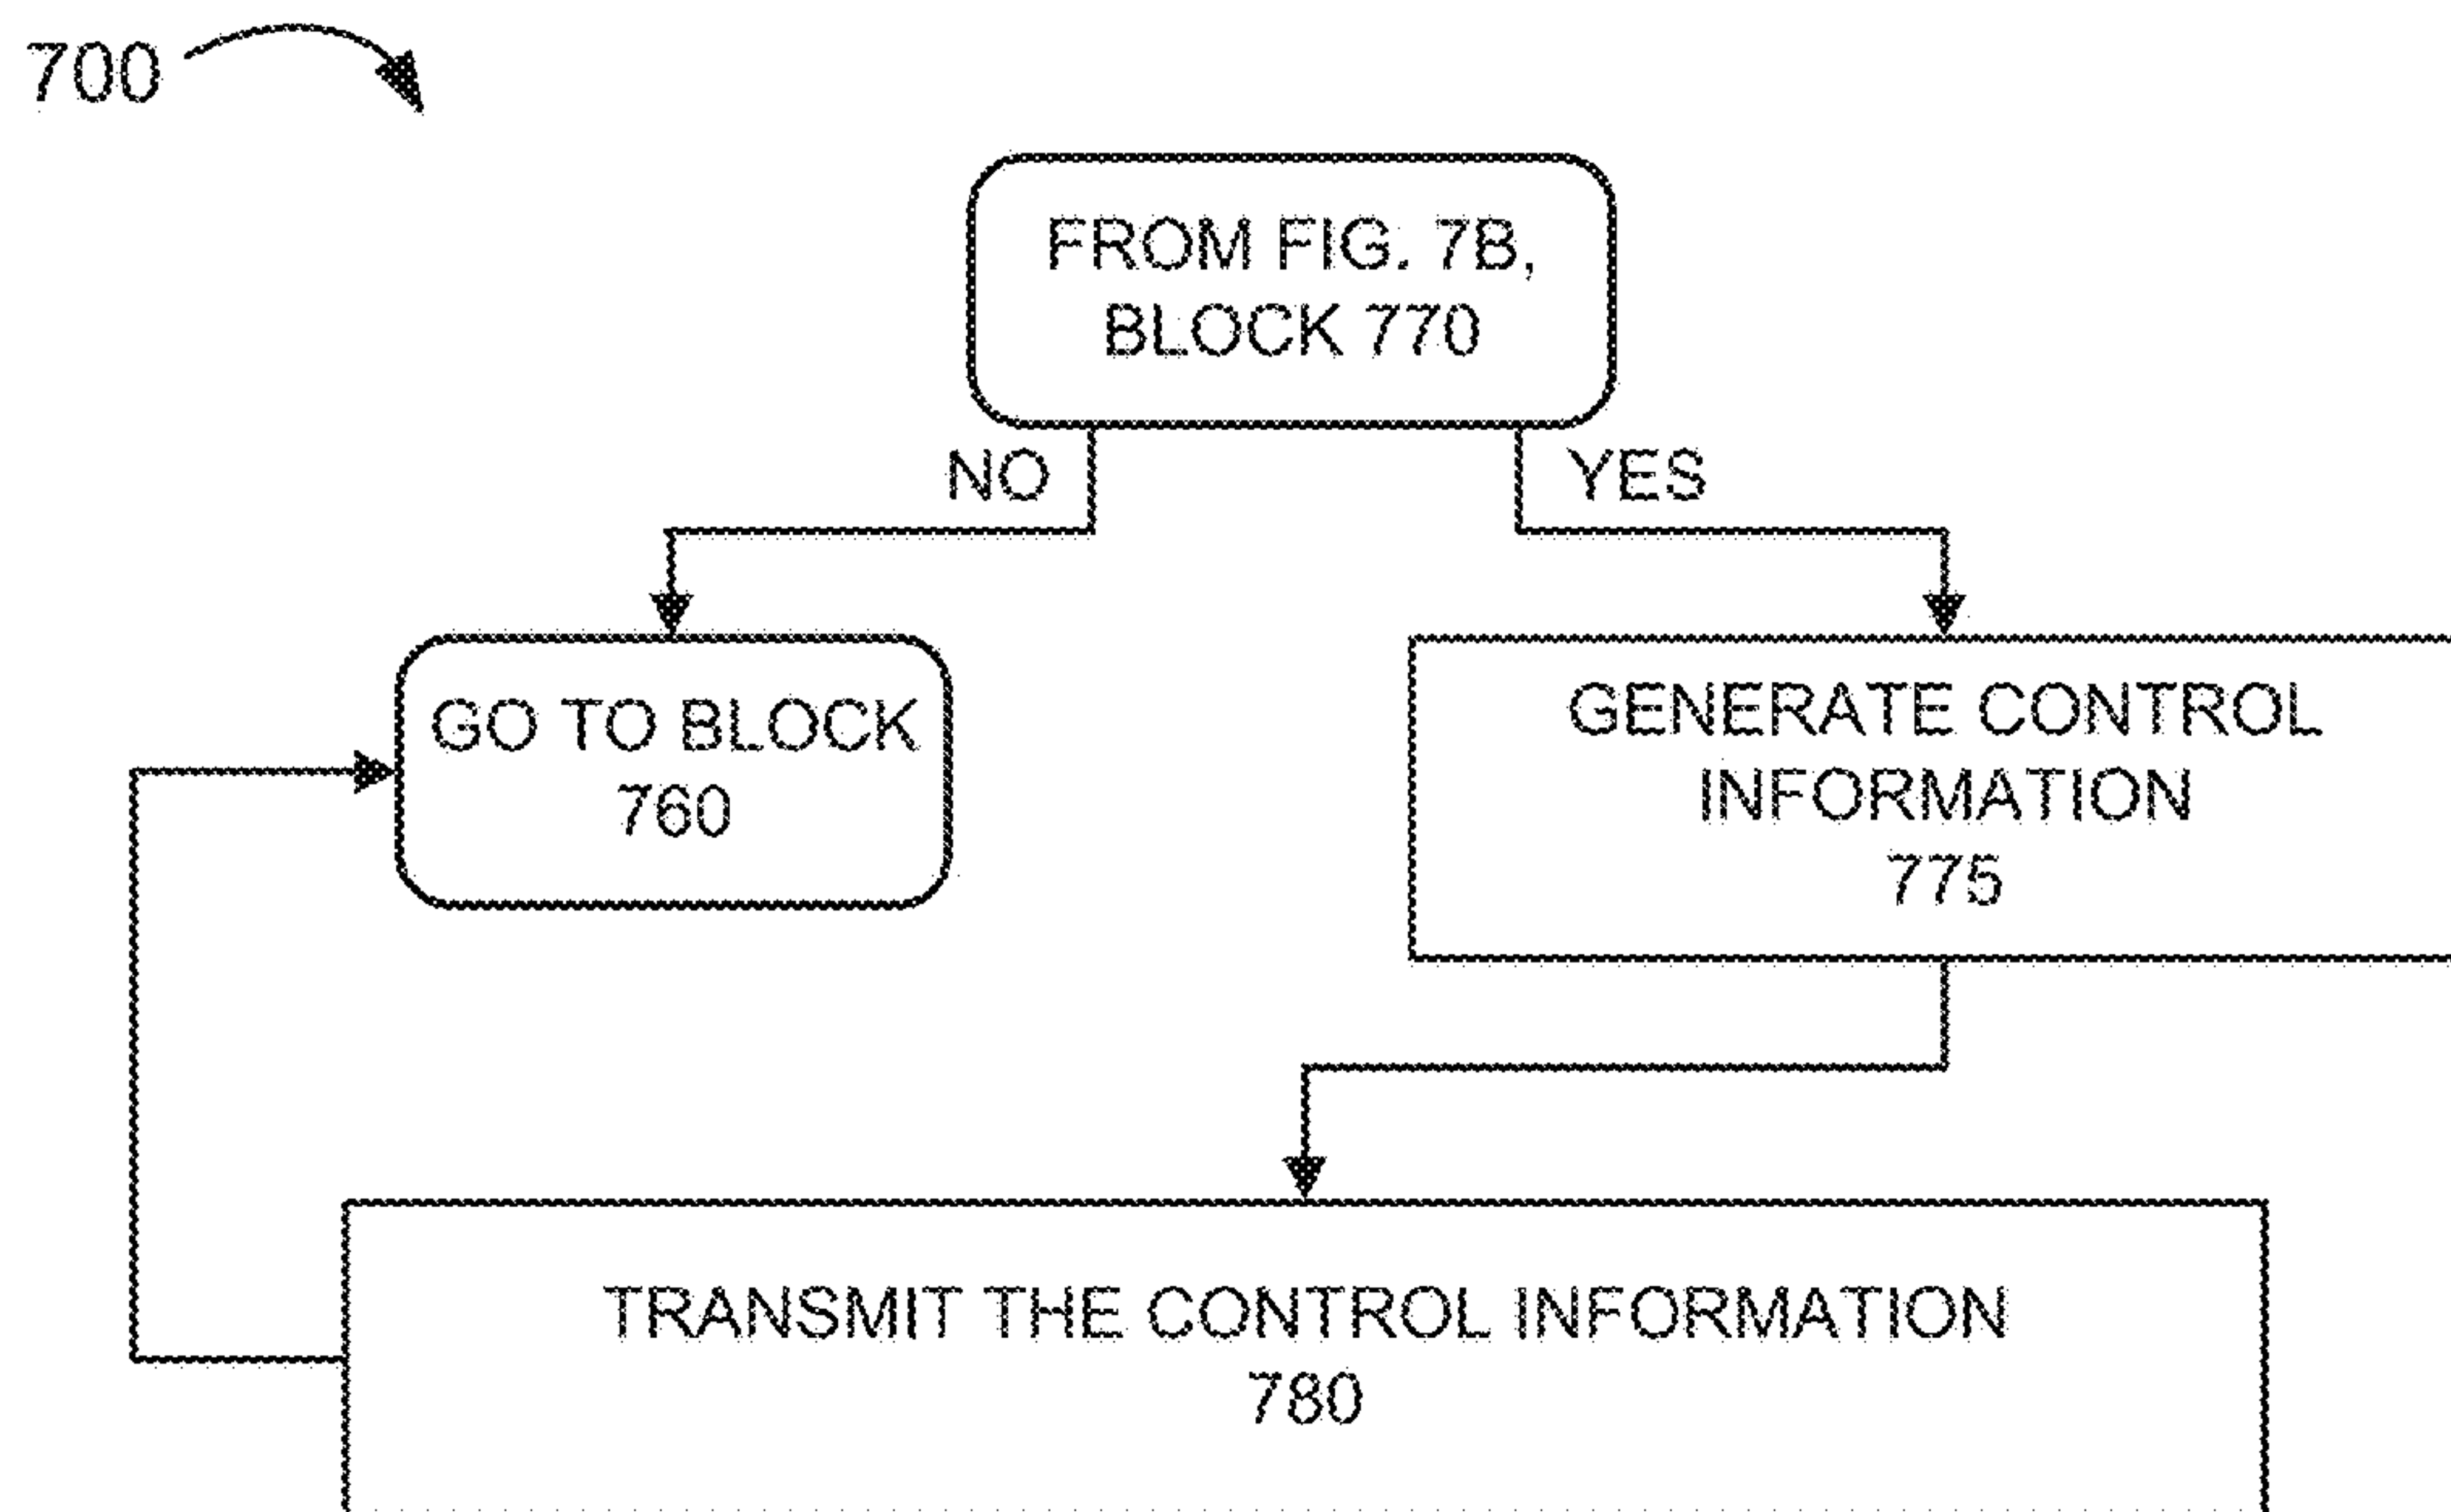 700
FROM FIG. 7B,
BLOCK 770
NO
YES
GO TO BLOCK
760
GENERATE CONTROL
INFORMATION
775
TRANSMIT THE CONTROL INFORMATION
780